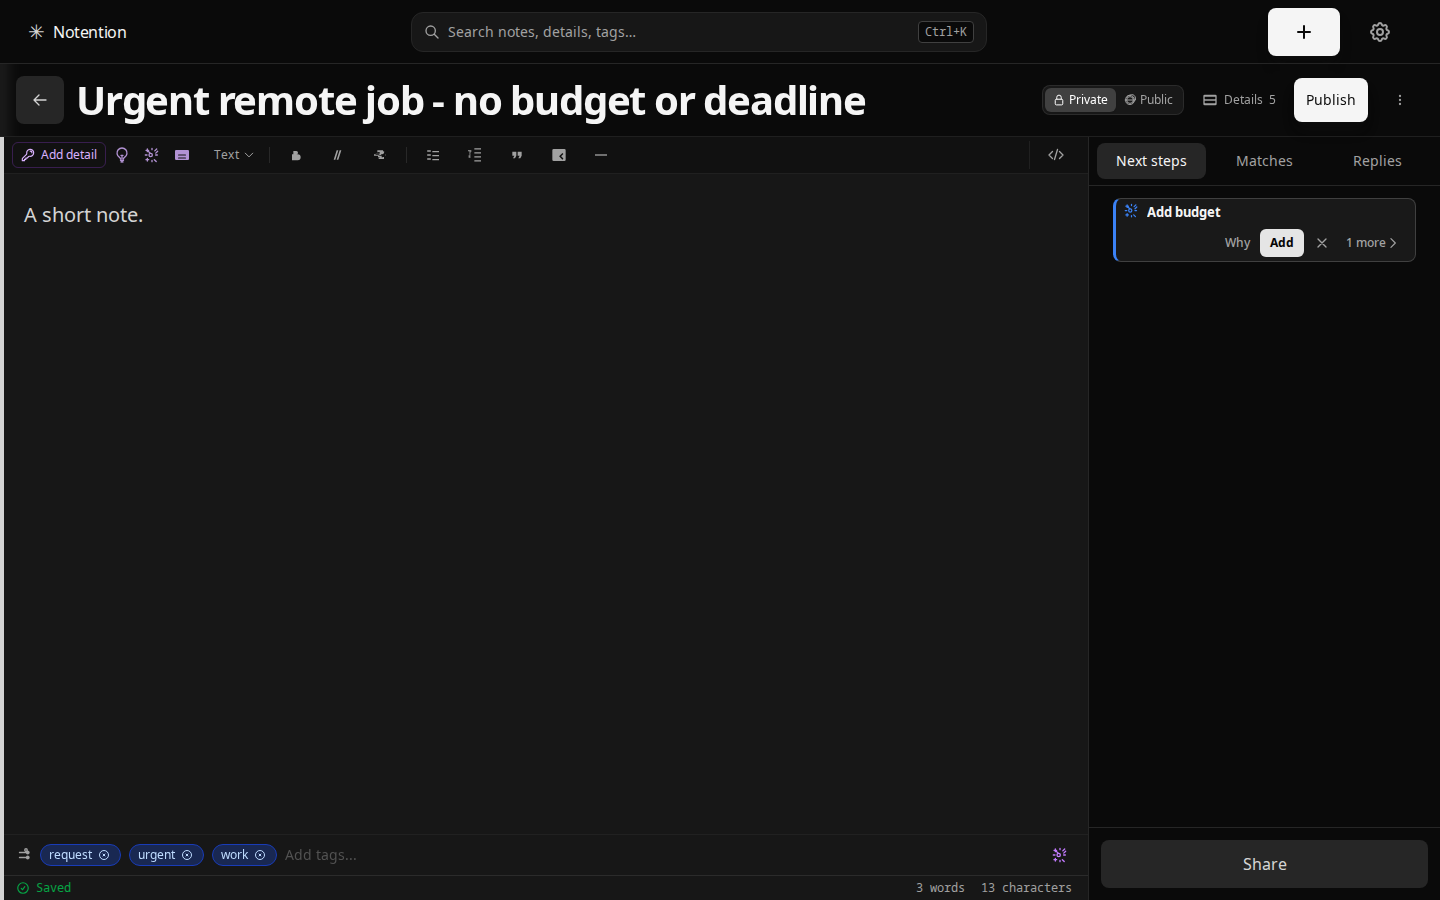 Notention
Search notes, details, tags...
Ctrl+K
Urgent remote job - no budget or deadline
Private
Public
Details 5
Publish
Add detail
Text
Next steps
Matches
Replies
A short note.
Add budget
Why
Add
1 more
request
urgent
work
Add tags...
Share
Saved
3 words
13 characters